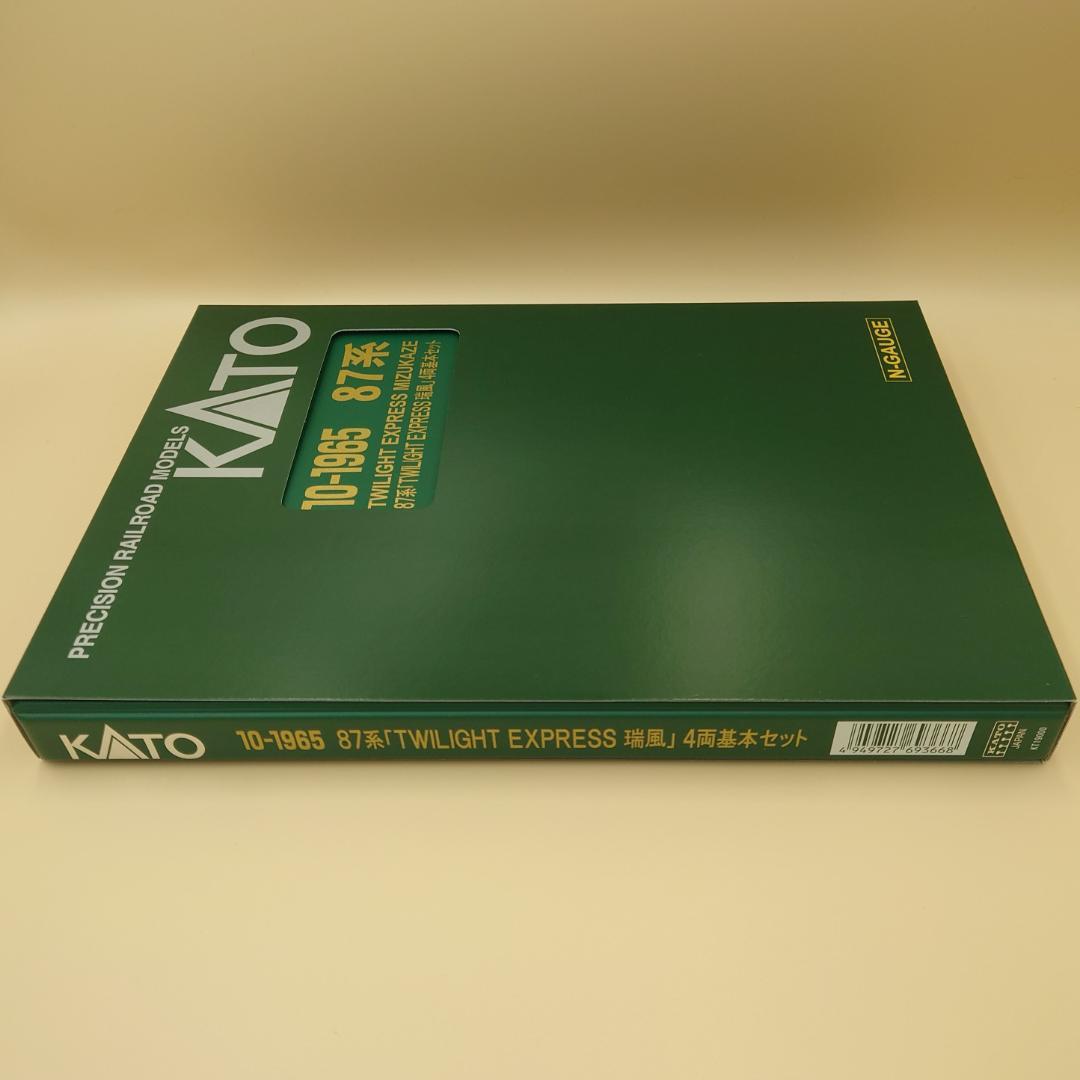 PRECISION RAILROAD MODELS
KATO
10-1965 87系
TWILIGHT EXPRESS MIZUKAZE
87系「TWILIGHT EXPRESS 瑞風」4両基本セット
N-GAUGE
KATO 10-1965 87系「TWILIGHT EXPRESS 瑞風」4両基本セット
4 949727 693668
KATO
JAPAN
KT19000